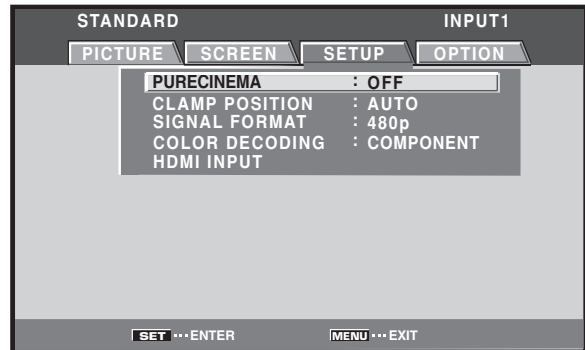 STANDARD INPUT1
PICTURE SCREEN SETUP OPTION
PURECINEMA : OFF
CLAMP POSITION : AUTO
SIGNAL FORMAT : 480p
COLOR DECODING : COMPONENT
HDMI INPUT
SET ••• ENTER MENU ••• EXIT